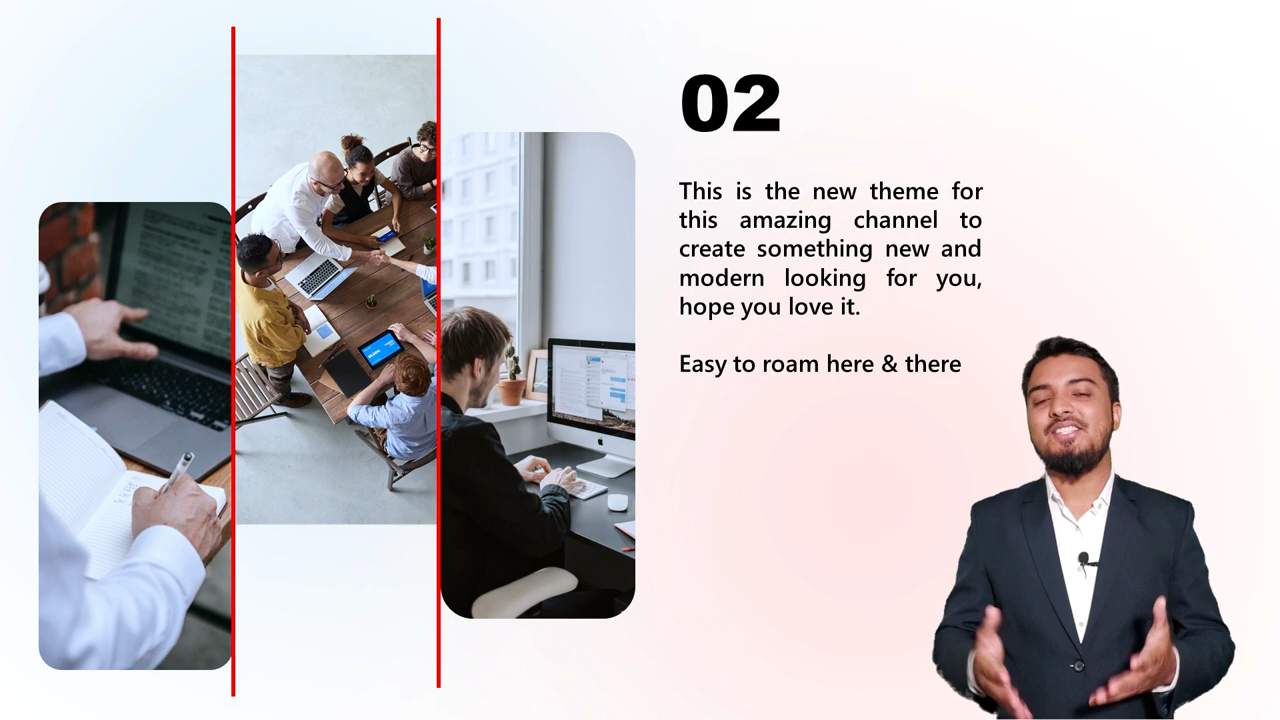 02
This is the new theme for
this amazing channel to
create something new and
modern looking for you,
hope you love it.
Easy to roam here & there